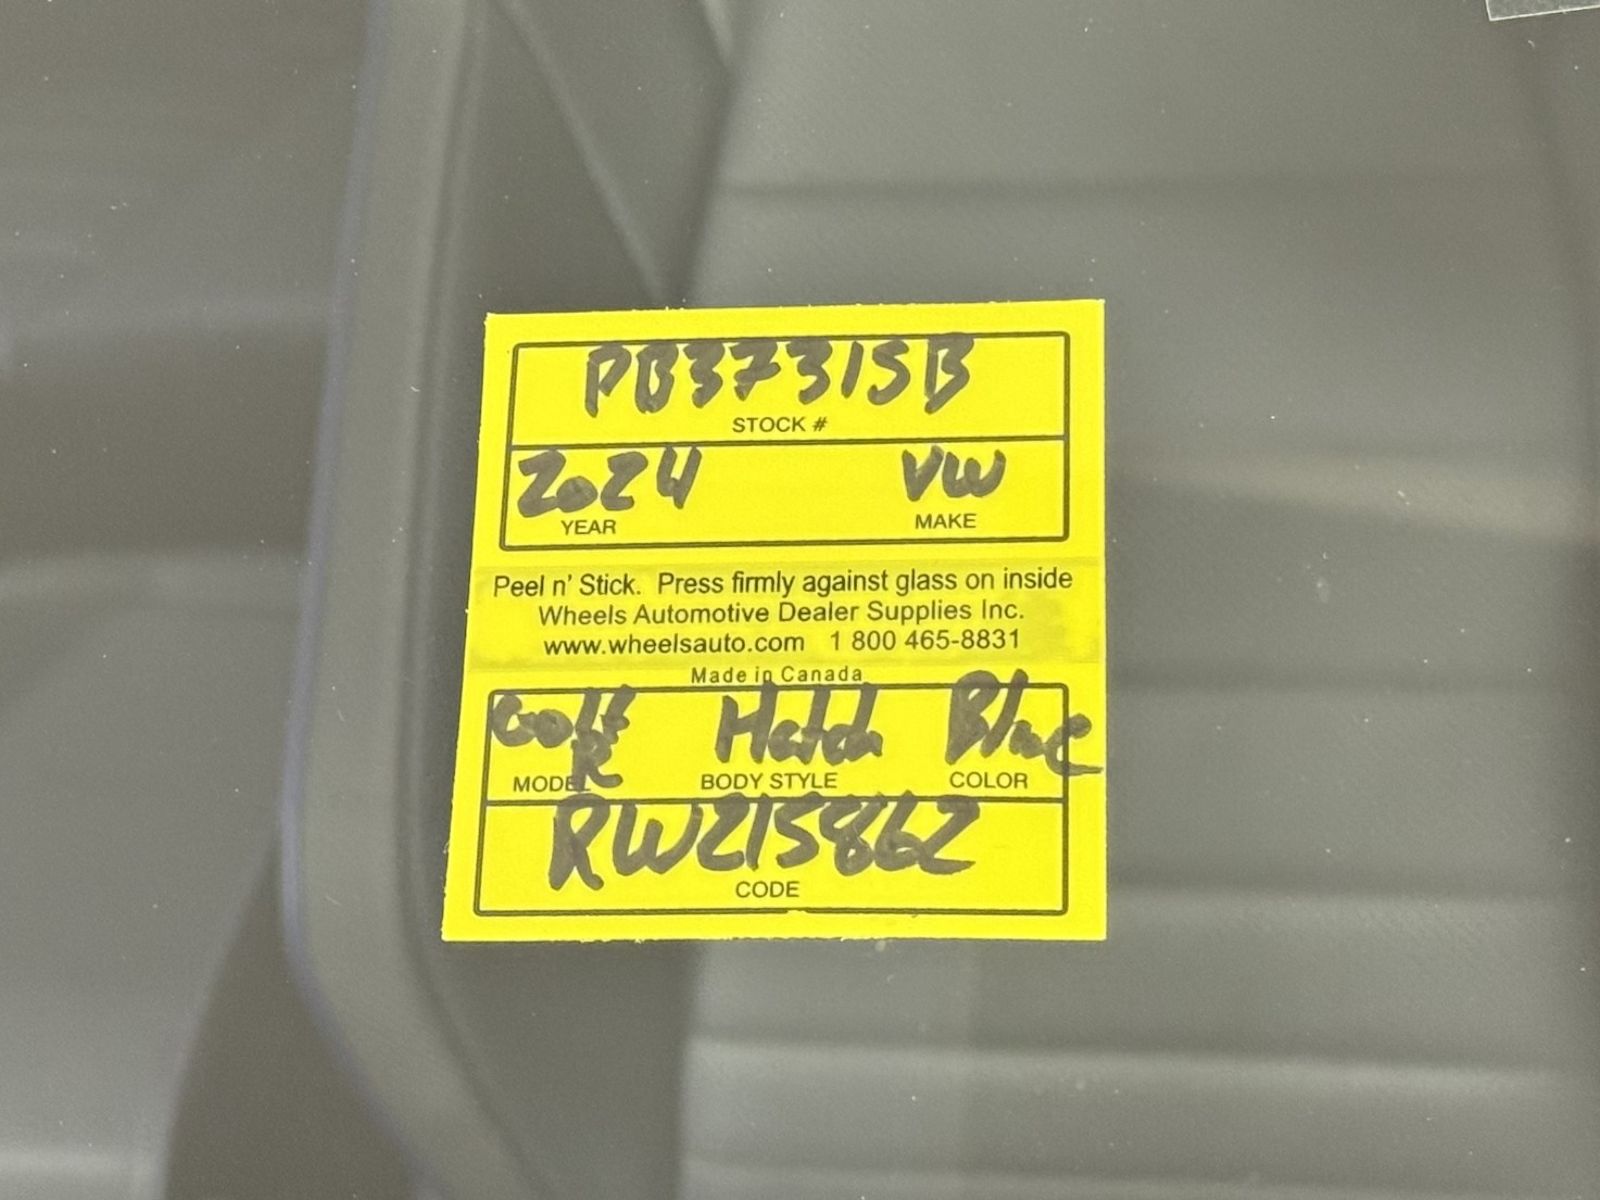 PB37315B
STOCK #
2024 VW
YEAR MAKE
Peel n' Stick. Press firmly against glass on inside
Wheels Automotive Dealer Supplies Inc.
www.wheelsauto.com 1 800 465-8831
Made in Canada
Golf R Hatch Blue
MODEL BODY STYLE COLOR
RW215862
CODE